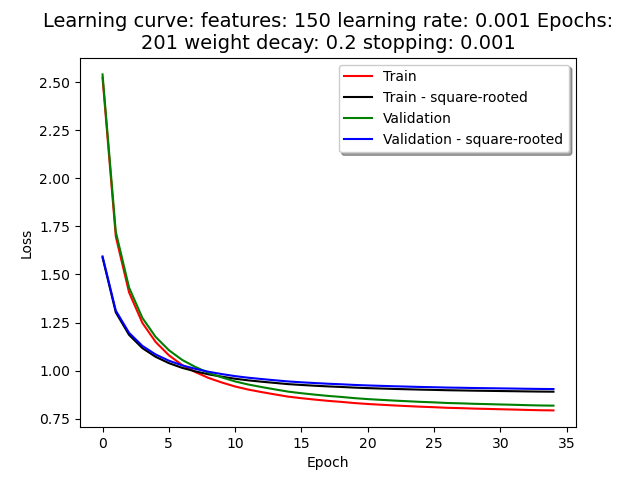 Learning curve: features: 150 learning rate: 0.001 Epochs:
201 weight decay: 0.2 stopping: 0.001
Train
Train - square-rooted
Validation
Validation - square-rooted
Loss
2.50
2.25
2.00
1.75
1.50
1.25
1.00
0.75
0 5 10 15 20 25 30 35
Epoch